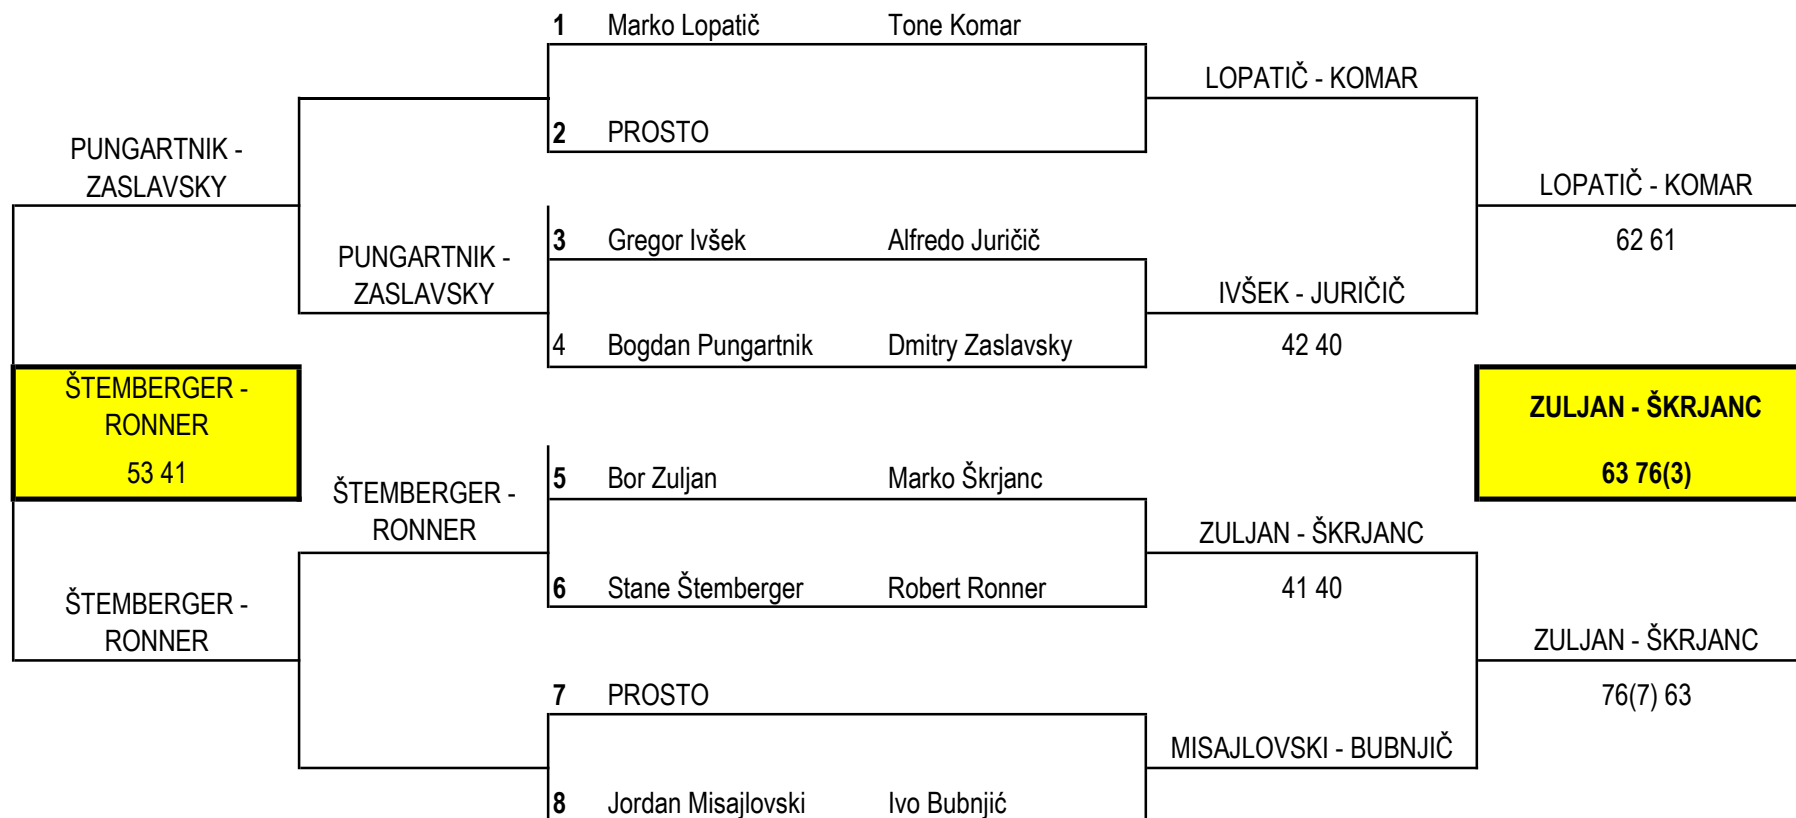 1 Marko Lopatič Tone Komar
LOPATIČ - KOMAR
2 PROSTO
PUNGARTNIK -
ZASLAVSKY
LOPATIČ - KOMAR
3 Gregor Ivšek Alfredo Juričič
62 61
PUNGARTNIK -
ZASLAVSKY
IVŠEK - JURIČIČ
4 Bogdan Pungartnik Dmitry Zaslavsky
42 40
ŠTEMBERGER -
RONNER
53 41
ZULJAN - ŠKRJANC
63 76(3)
5 Bor Zuljan Marko Škrjanc
ŠTEMBERGER -
RONNER
ZULJAN - ŠKRJANC
6 Stane Štemberger Robert Ronner
41 40
ŠTEMBERGER -
RONNER
ZULJAN - ŠKRJANC
7 PROSTO
76(7) 63
MISAJLOVSKI - BUBNJIČ
8 Jordan Misajlovski Ivo Bubnjić